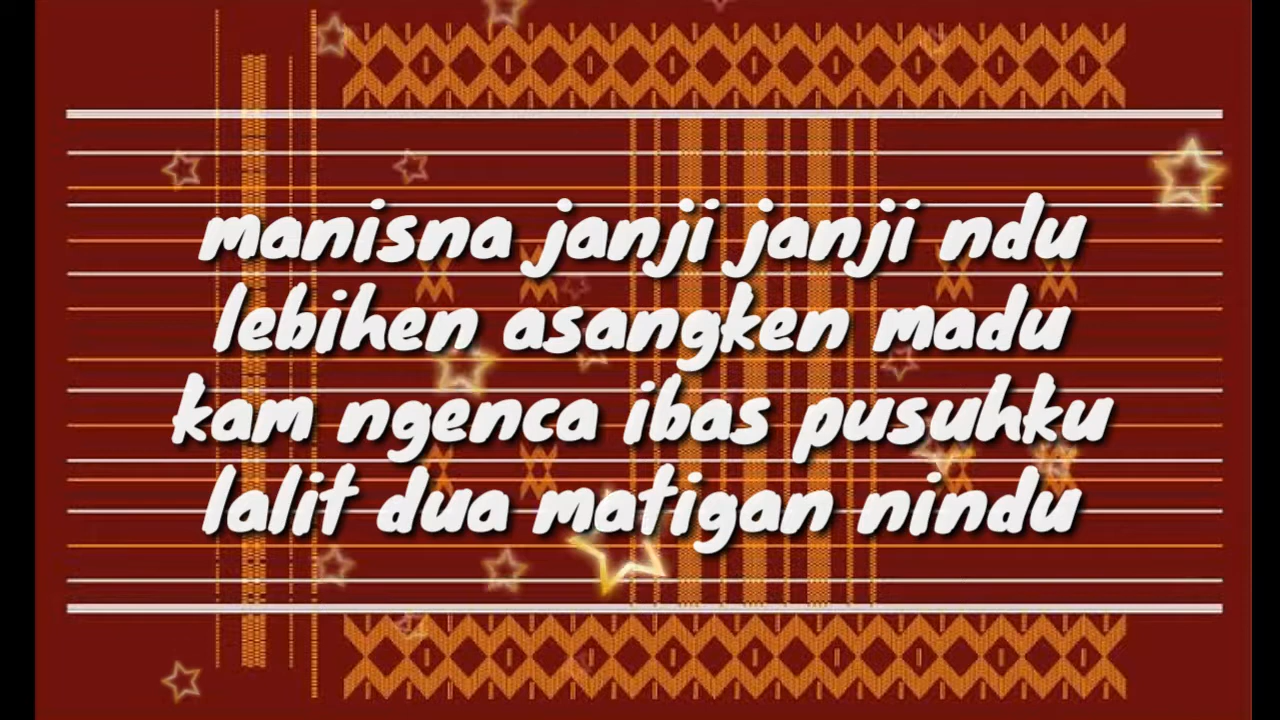 manisna janji janji ndu
lebihen asangken madu
kam ngenca ibas pusuhku
lalit dua matigan nindu